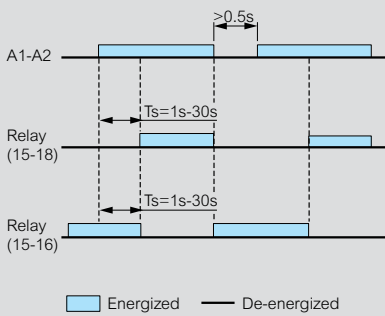 >0.5s
A1-A2
Ts=1s-30s
Relay
(15-18)
Ts=1s-30s
Relay
(15-16)
Energized
De-energized